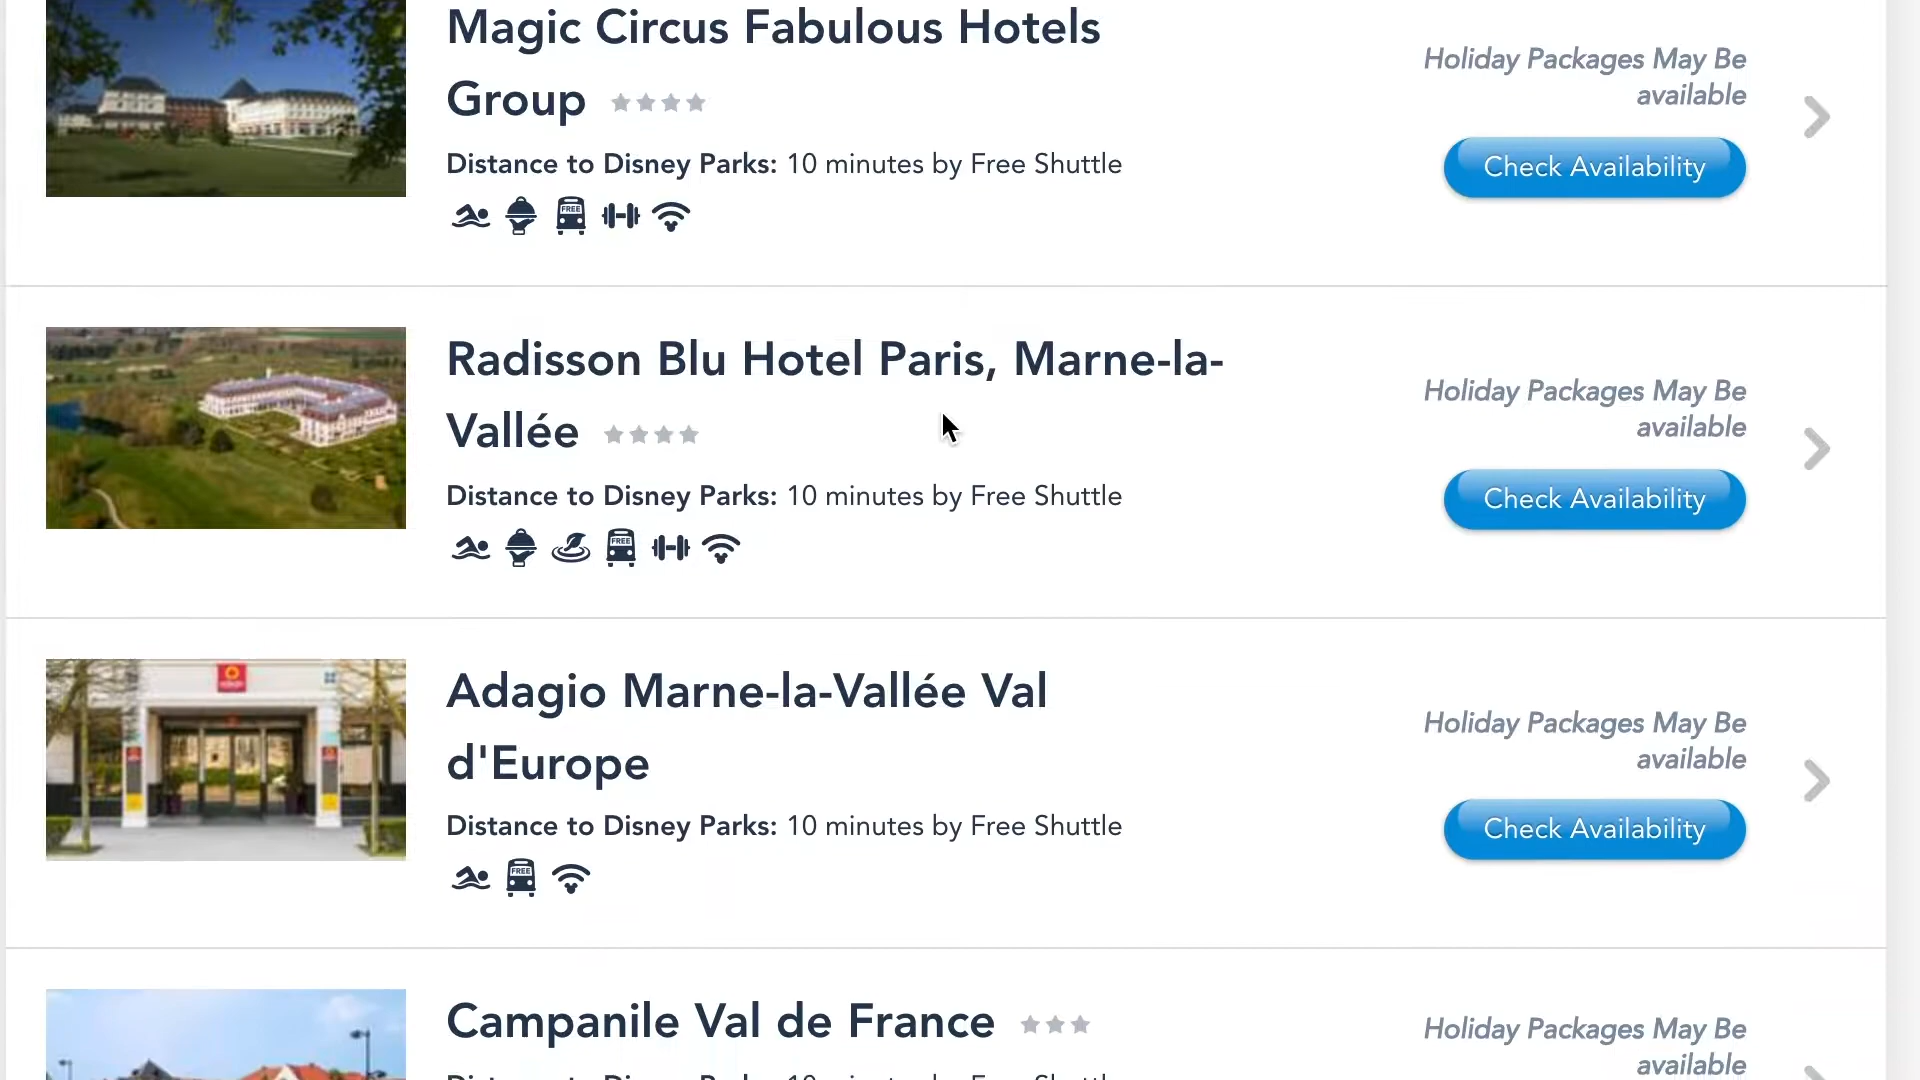 Magic Circus Fabulous Hotels
Group
Holiday Packages May Be
available
Distance to Disney Parks: 10 minutes by Free Shuttle
Check Availability
FREE
Radisson Blu Hotel Paris, Marne-la-
Vallée
Holiday Packages May Be
available
Distance to Disney Parks: 10 minutes by Free Shuttle
Check Availability
FREE
Adagio Marne-la-Vallée Val
d'Europe
Holiday Packages May Be
available
Distance to Disney Parks: 10 minutes by Free Shuttle
Check Availability
FREE
Campanile Val de France
Holiday Packages May Be
available